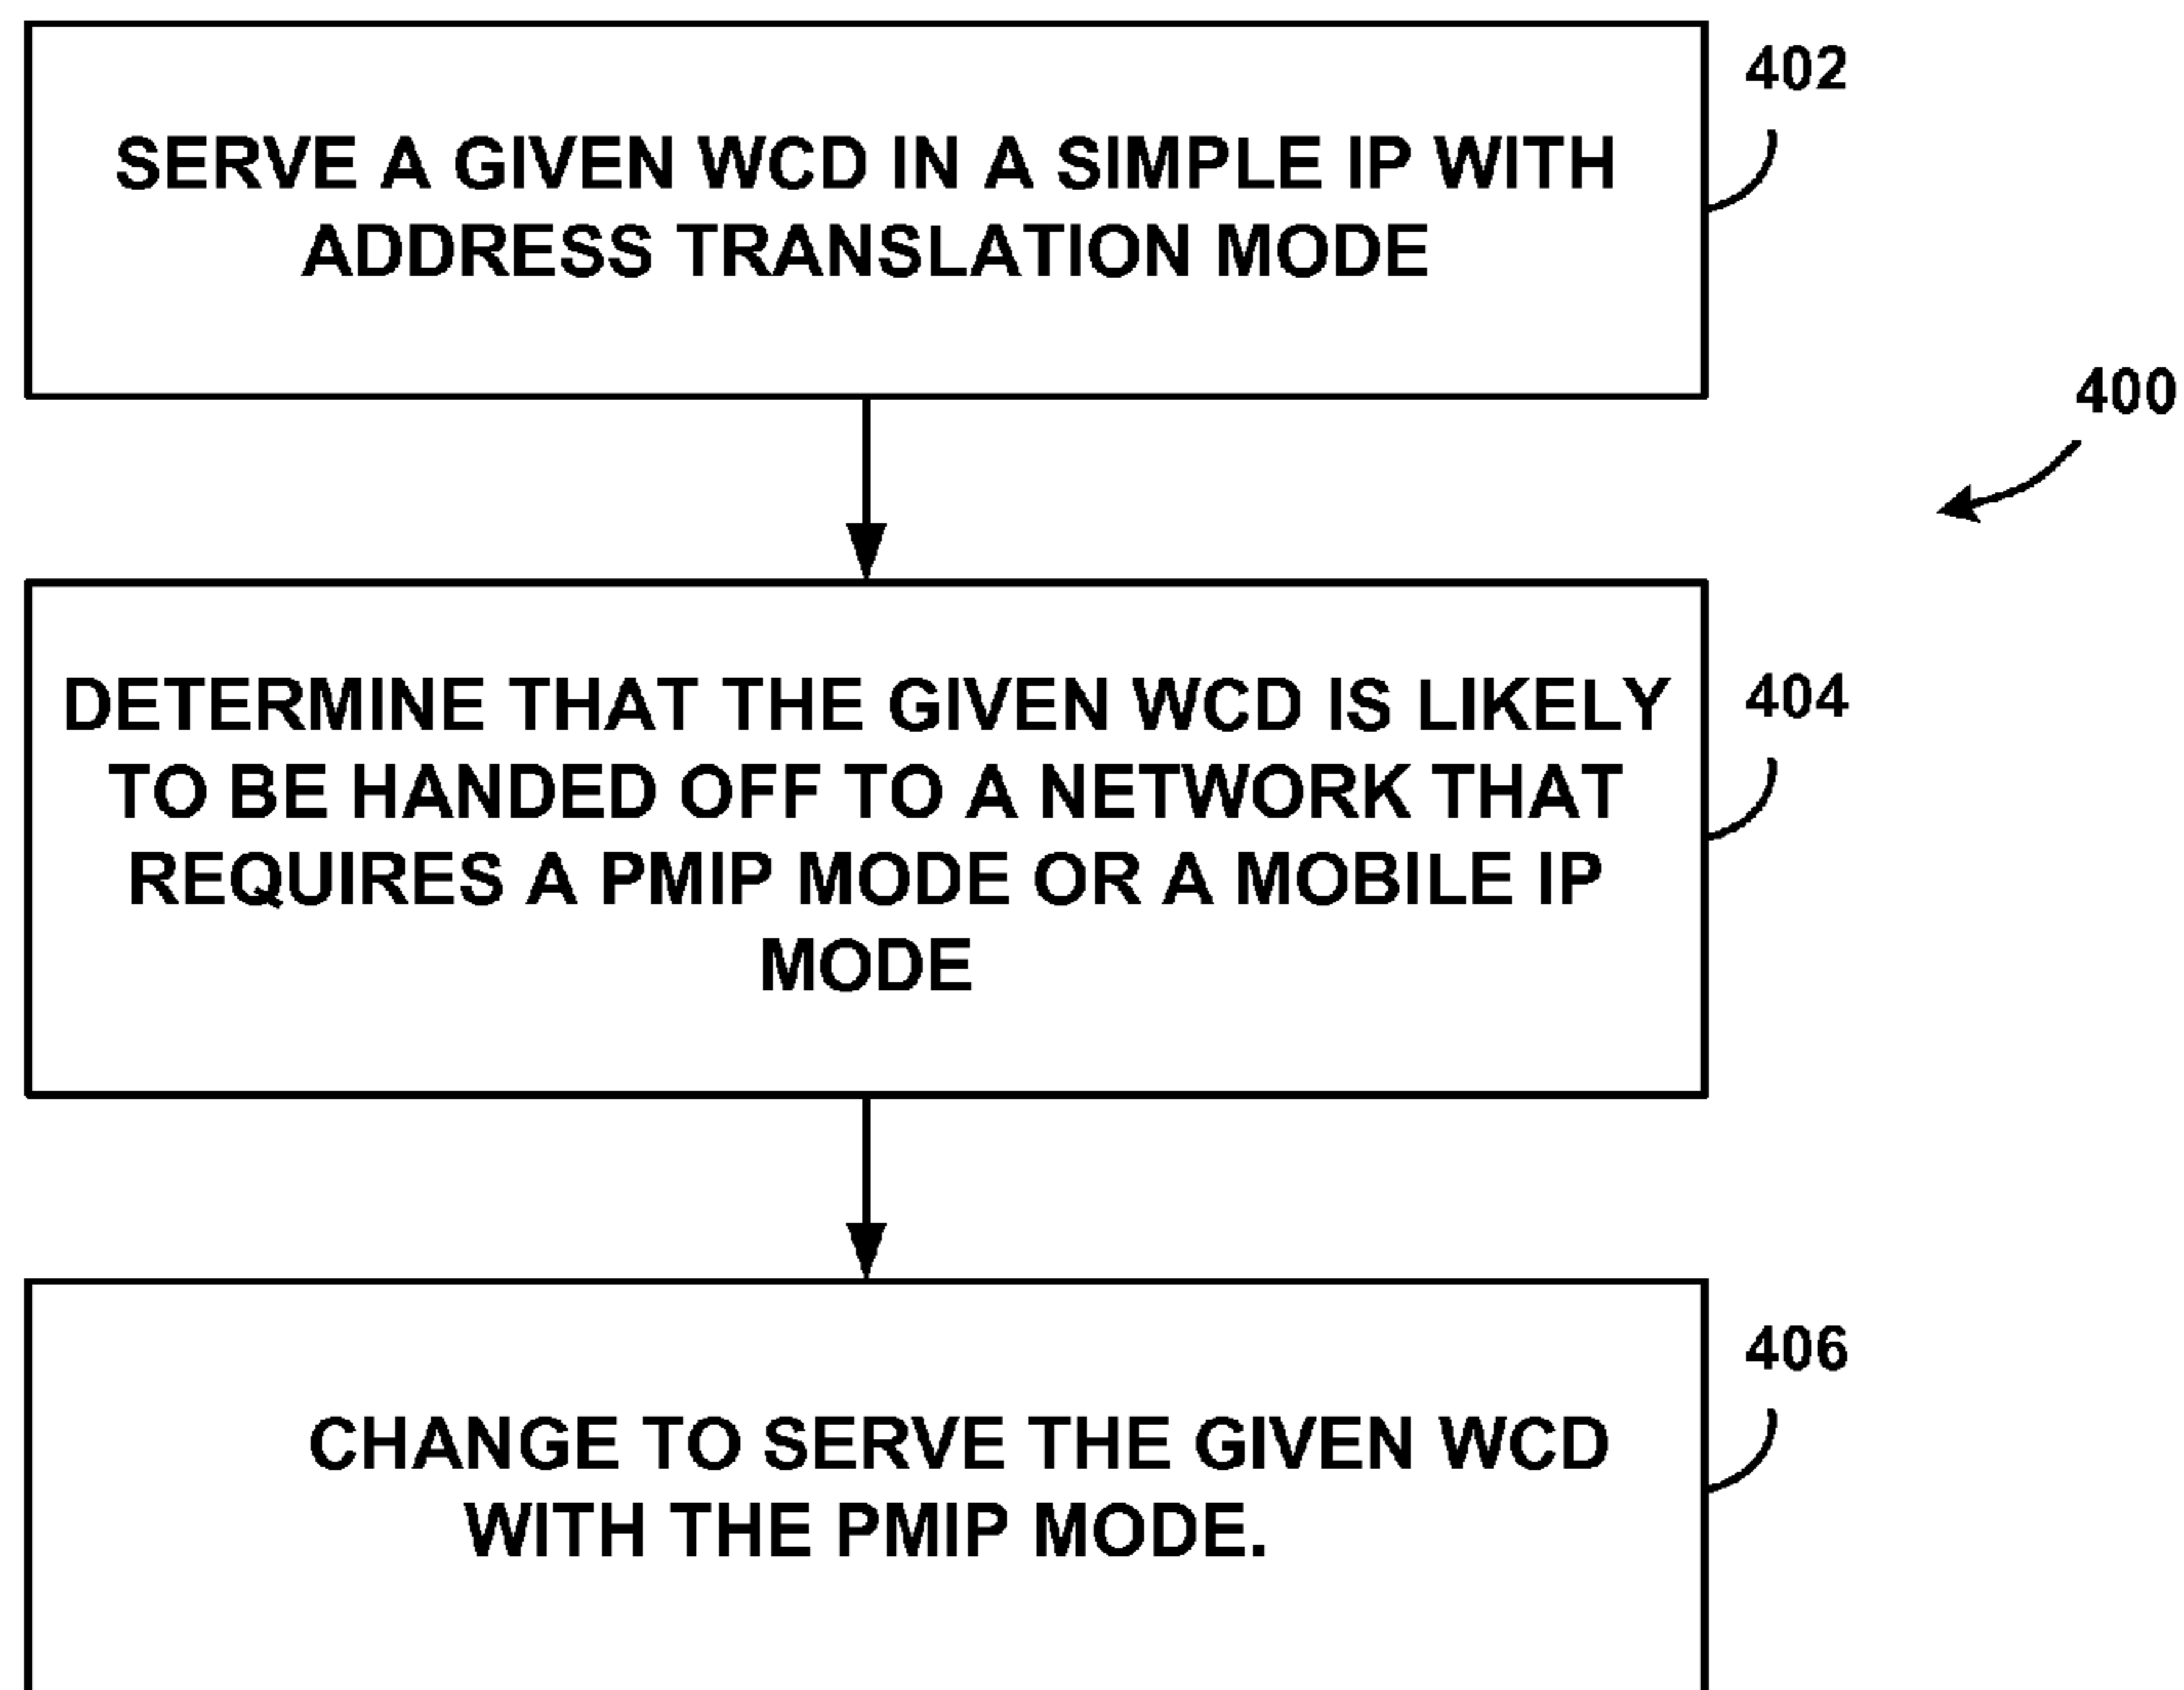 402
SERVE A GIVEN WCD IN A SIMPLE IP WITH
ADDRESS TRANSLATION MODE
400
404
DETERMINE THAT THE GIVEN WCD IS LIKELY
TO BE HANDED OFF TO A NETWORK THAT
REQUIRES A PMIP MODE OR A MOBILE IP
MODE
406
CHANGE TO SERVE THE GIVEN WCD
WITH THE PMIP MODE.